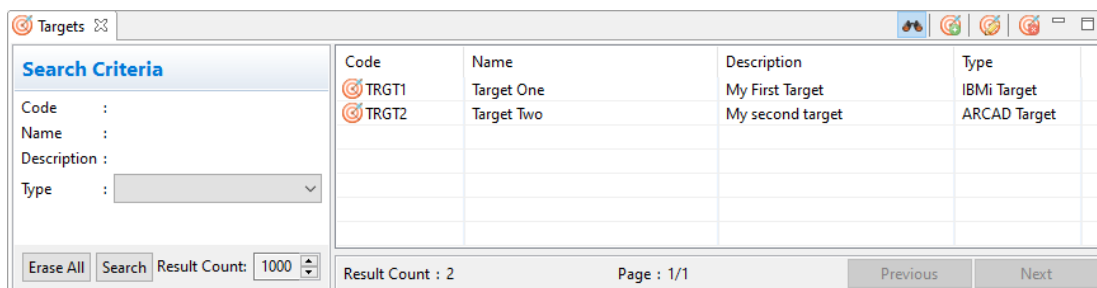 Targets
Search Criteria
Code :
Name :
Description :
Type :
Erase All Search Result Count: 1000
Code Name Description Type
TRGT1 Target One My First Target IBMi Target
TRGT2 Target Two My second target ARCAD Target
Result Count : 2 Page : 1/1 Previous Next